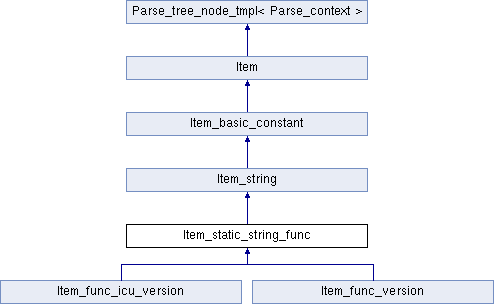 Parse_tree_node_tmpl< Parse_context >
Item
Item_basic_constant
Item_string
Item_static_string_func
Item_func_icu_version
Item_func_version